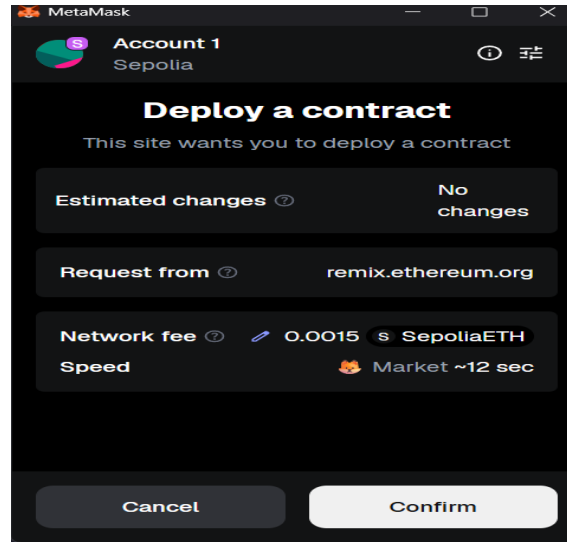 MetaMask
S
Account 1
Sepolia
Deploy a contract
This site wants you to deploy a contract
Estimated changes
No
changes
Request from
remix.ethereum.org
Network fee
0.0015 S SepoliaETH
Speed
Market ~12 sec
Cancel
Confirm